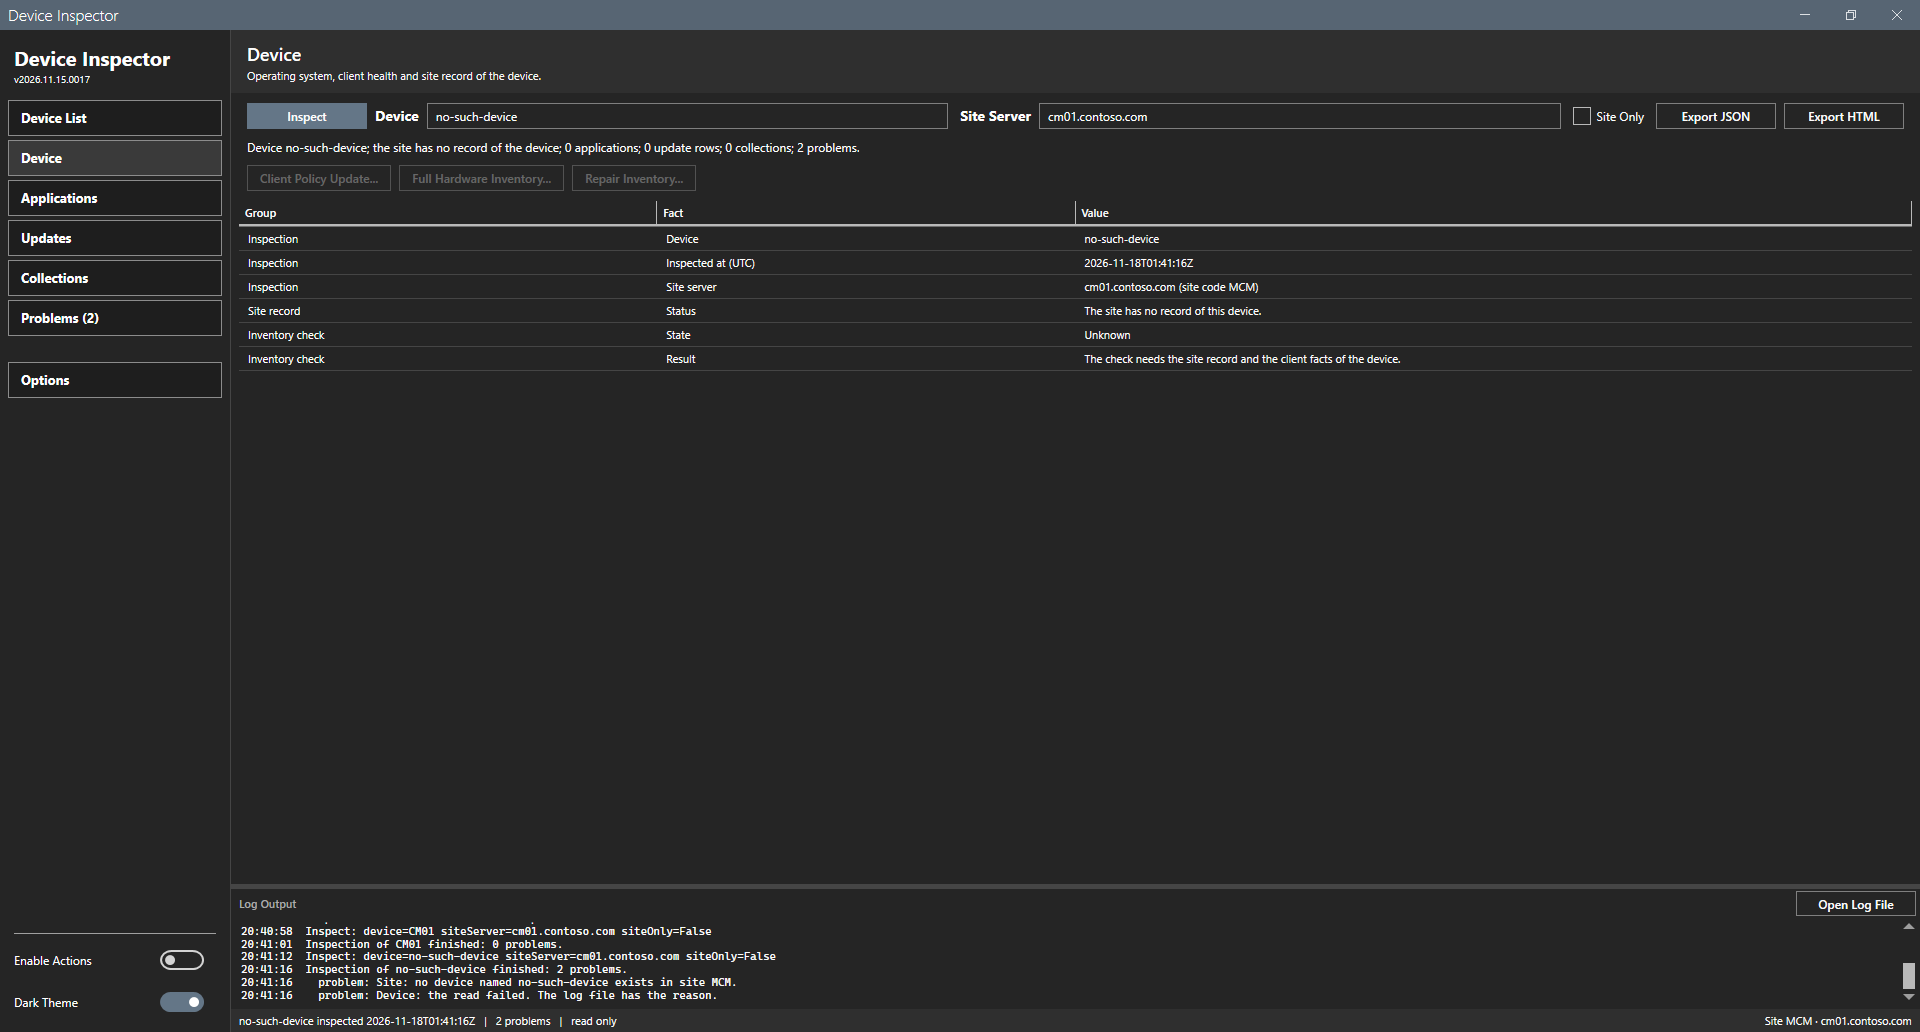 Device Inspector
Device Inspector
v2026.11.15.0017
Device List
Device
Applications
Updates
Collections
Problems (2)
Options
Enable Actions
Dark Theme
Device
Operating system, client health and site record of the device.
Inspect Device no-such-device Site Server cm01.contoso.com Site Only Export JSON Export HTML
Device no-such-device; the site has no record of the device; 0 applications; 0 update rows; 0 collections; 2 problems.
Client Policy Update... Full Hardware Inventory... Repair Inventory...
Group Fact Value
Inspection Device no-such-device
Inspection Inspected at (UTC) 2026-11-18T01:41:16Z
Inspection Site server cm01.contoso.com (site code MCM)
Site record Status The site has no record of this device.
Inventory check State Unknown
Inventory check Result The check needs the site record and the client facts of the device.
Log Output Open Log File
20:40:58 Inspect: device=CM01 siteServer=cm01.contoso.com siteOnly=False
20:41:01 Inspection of CM01 finished: 0 problems.
20:41:12 Inspect: device=no-such-device siteServer=cm01.contoso.com siteOnly=False
20:41:16 Inspection of no-such-device finished: 2 problems.
20:41:16 problem: Site: no device named no-such-device exists in site MCM.
20:41:16 problem: Device: the read failed. The log file has the reason.
no-such-device inspected 2026-11-18T01:41:16Z | 2 problems | read only
Site MCM · cm01.contoso.com